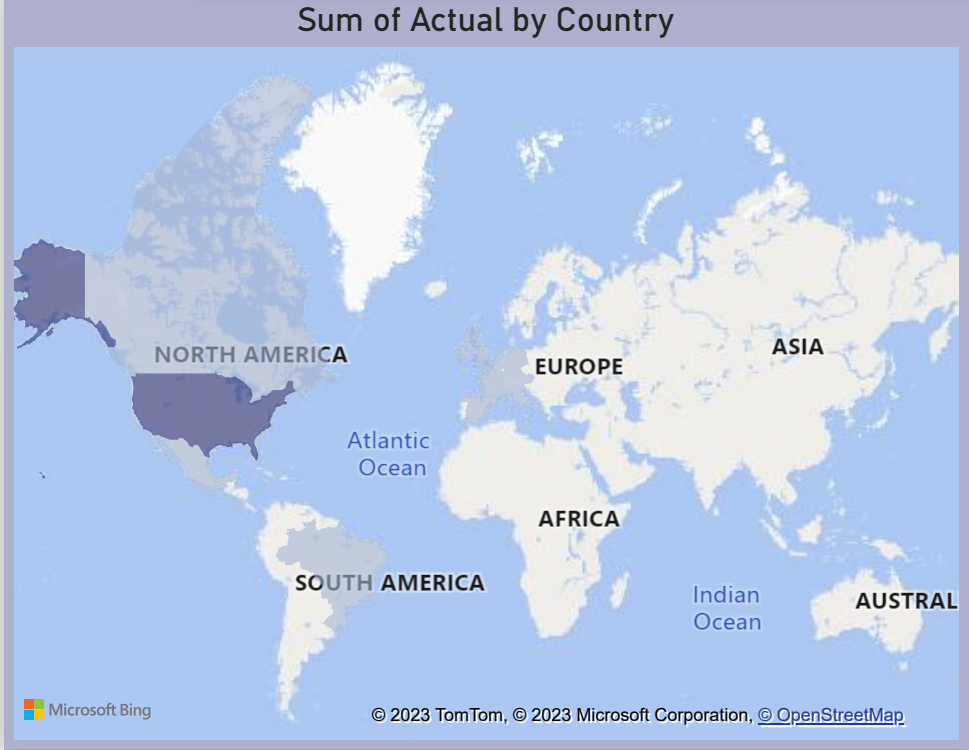 Sum of Actual by Country
NORTH AMERICA
EUROPE
ASIA
Atlantic
Ocean
AFRICA
SOUTH AMERICA
Indian
Ocean
AUSTRAL
Microsoft Bing
© 2023 TomTom, © 2023 Microsoft Corporation, © OpenStreetMap